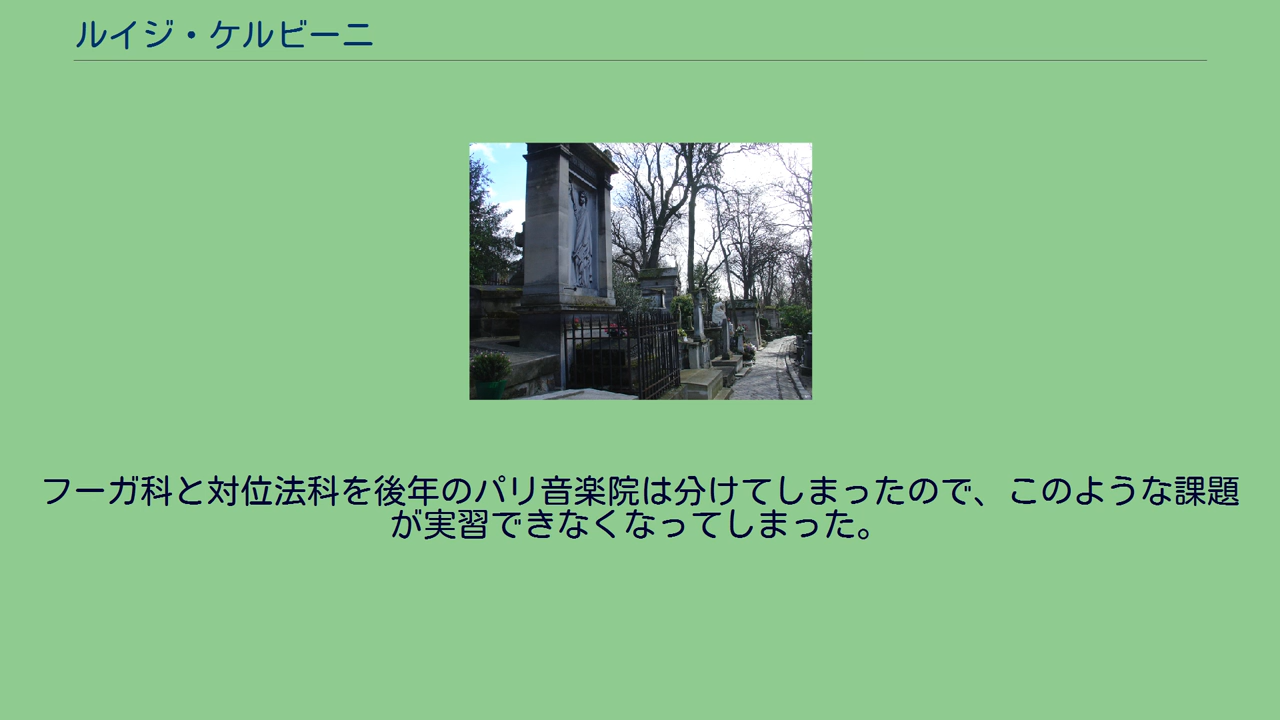 ルイジ・ケルビーニ
フーガ科と対位法科を後年のパリ音楽院は分けてしまったので、このような課題
が実習できなくなってしまった。